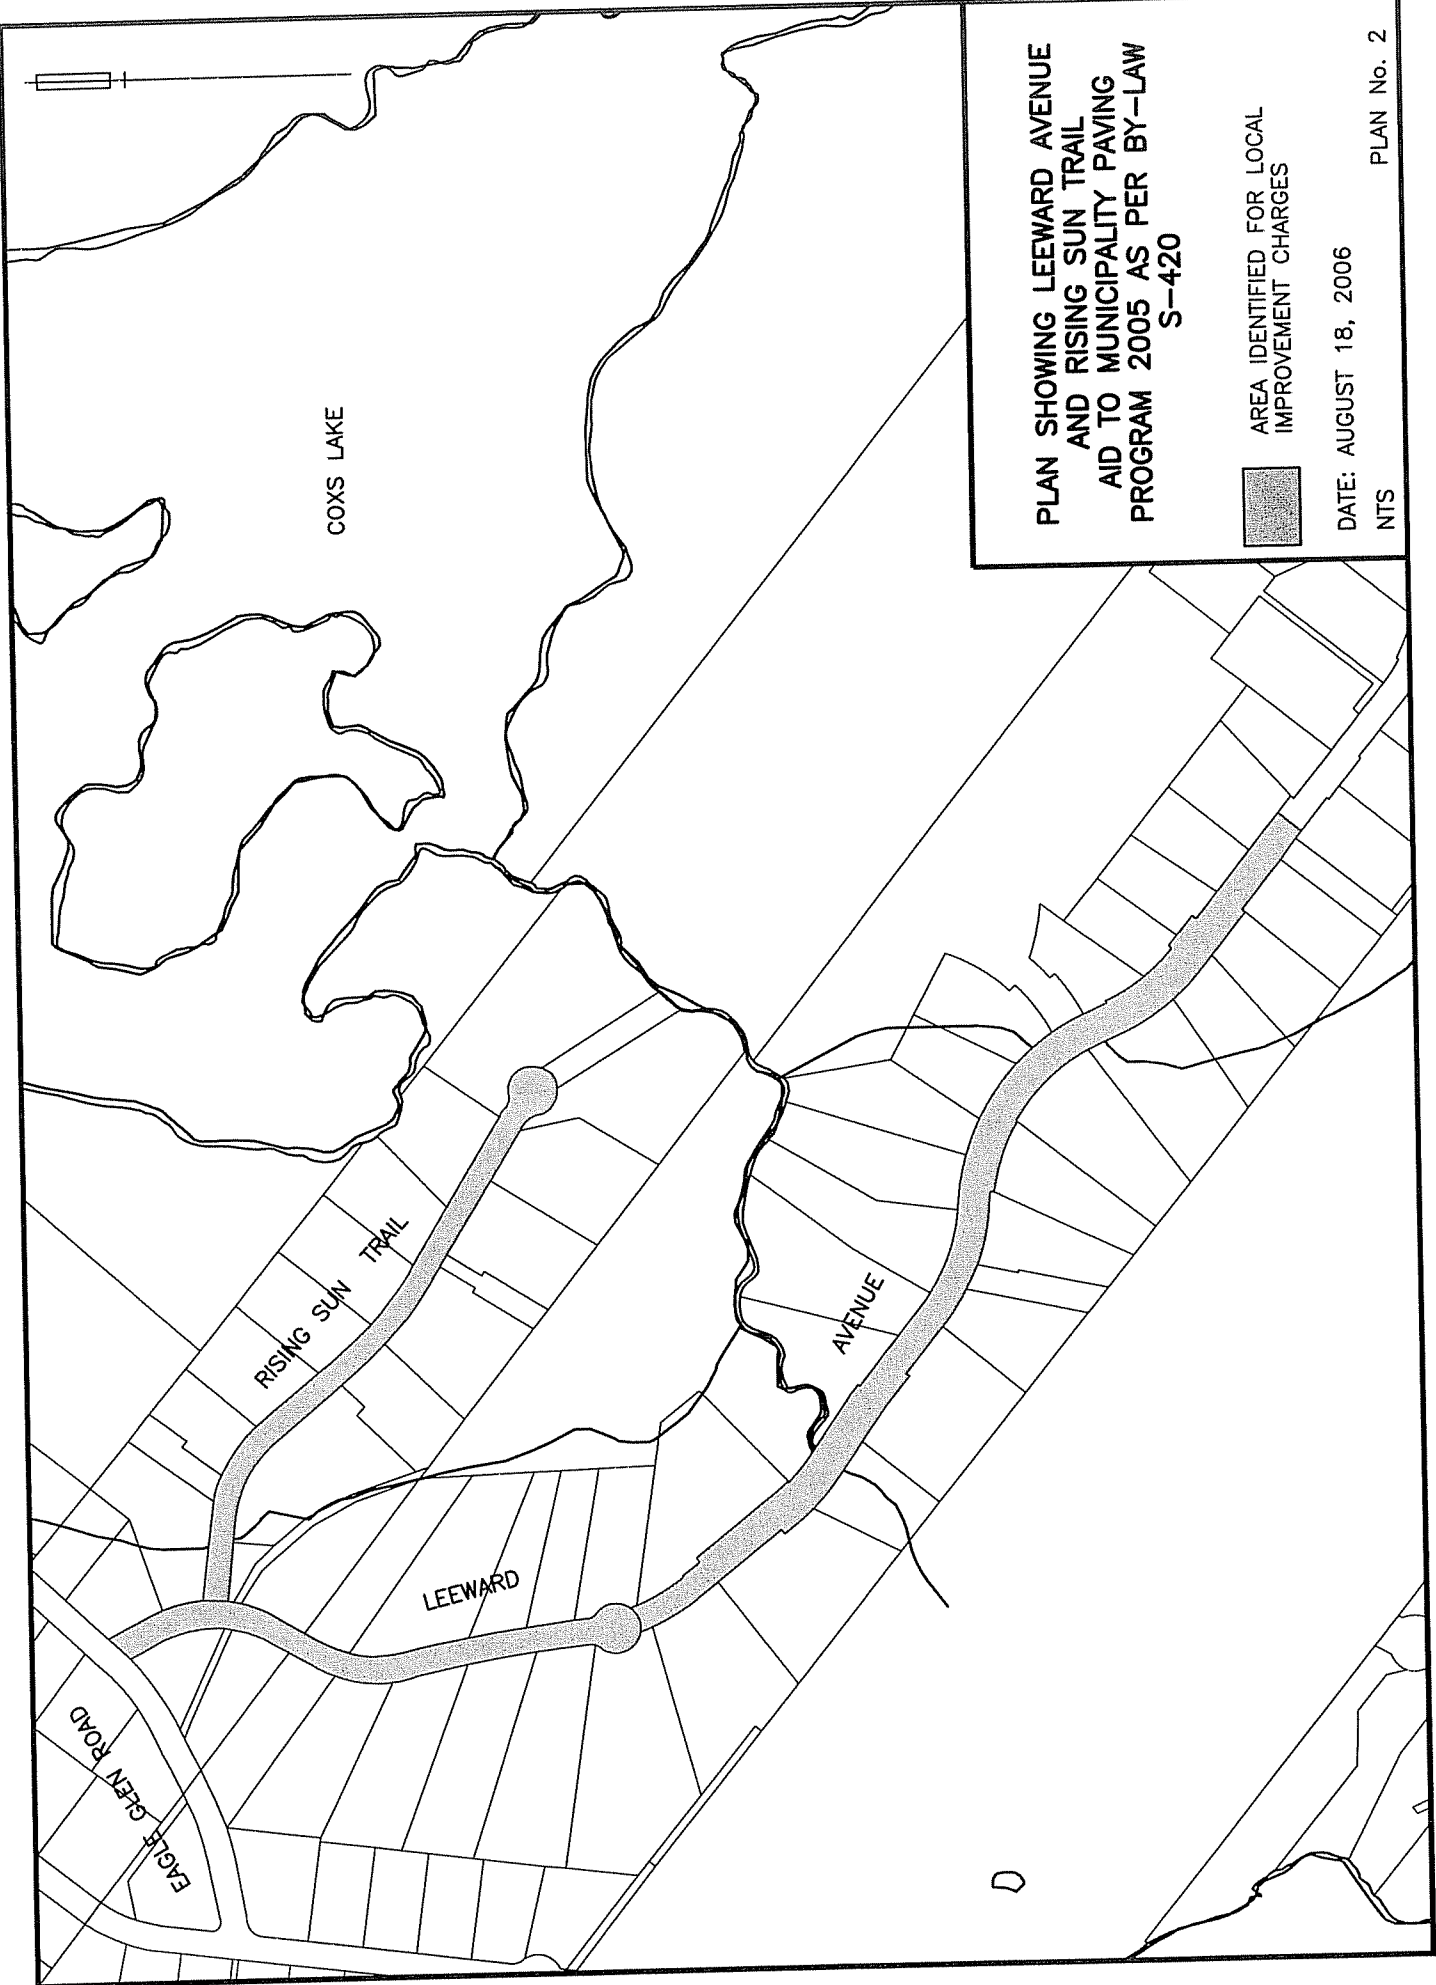 COXS LAKE
RISING SUN TRAIL
LEEWARD
AVENUE
EAGLE GLEN ROAD
PLAN SHOWING LEEWARD AVENUE
AND RISING SUN TRAIL
AID TO MUNICIPALITY PAVING
PROGRAM 2005 AS PER BY-LAW
S-420
AREA IDENTIFIED FOR LOCAL
IMPROVEMENT CHARGES
DATE: AUGUST 18, 2006
NTS PLAN No. 2